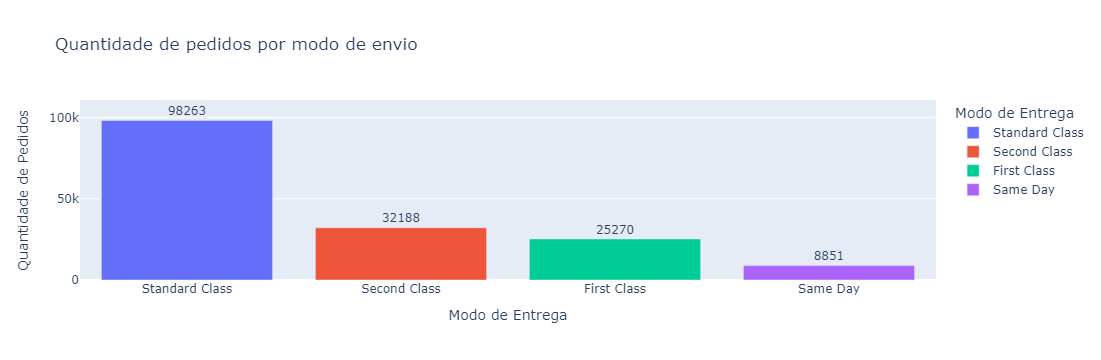 Quantidade de pedidos por modo de envio
Quantidade de Pedidos
100k
50k
0
98263
32188
25270
8851
Standard Class
Second Class
First Class
Same Day
Modo de Entrega
Modo de Entrega
Standard Class
Second Class
First Class
Same Day